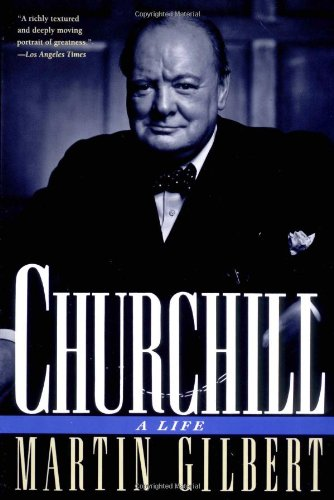 "A richly textured
and deeply moving
portrait of greatness."
—Los Angeles Times
CHURCHILL
A LIFE
MARTIN GILBERT